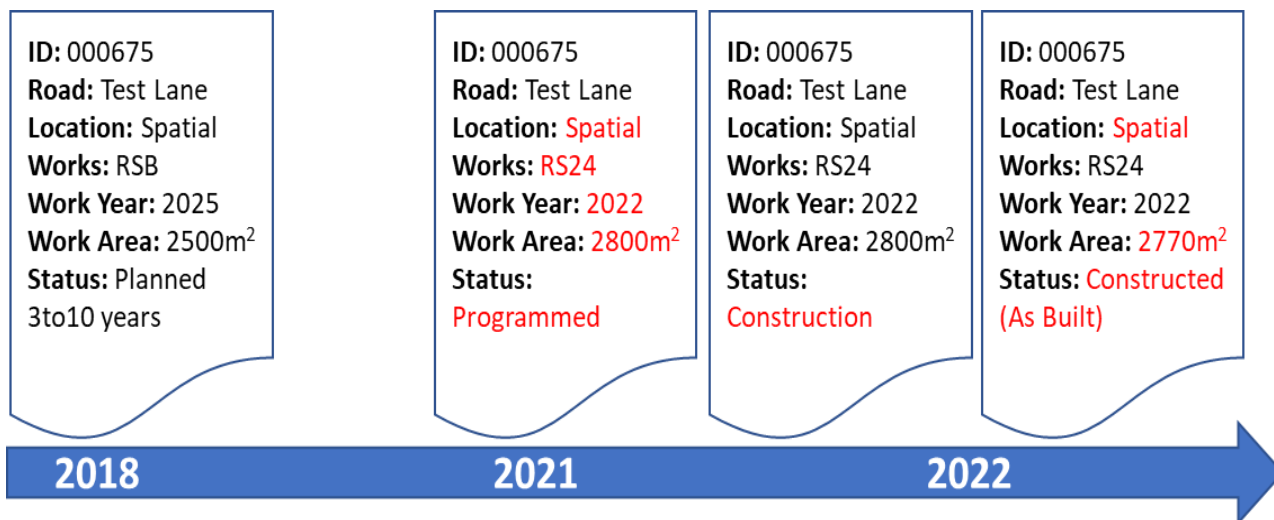 ID: 000675
Road: Test Lane
Location: Spatial
Works: RSB
Work Year: 2025
Work Area: 2500m²
Status: Planned
3to10 years
ID: 000675
Road: Test Lane
Location: Spatial
Works: RS24
Work Year: 2022
Work Area: 2800m²
Status:
Programmed
ID: 000675
Road: Test Lane
Location: Spatial
Works: RS24
Work Year: 2022
Work Area: 2800m²
Status:
Construction
ID: 000675
Road: Test Lane
Location: Spatial
Works: RS24
Work Year: 2022
Work Area: 2770m²
Status: Constructed
(As Built)
2018
2021
2022